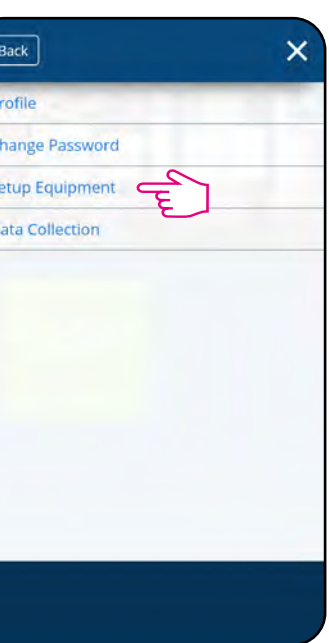 Back
rofile
hange Password
etup Equipment
ata Collection